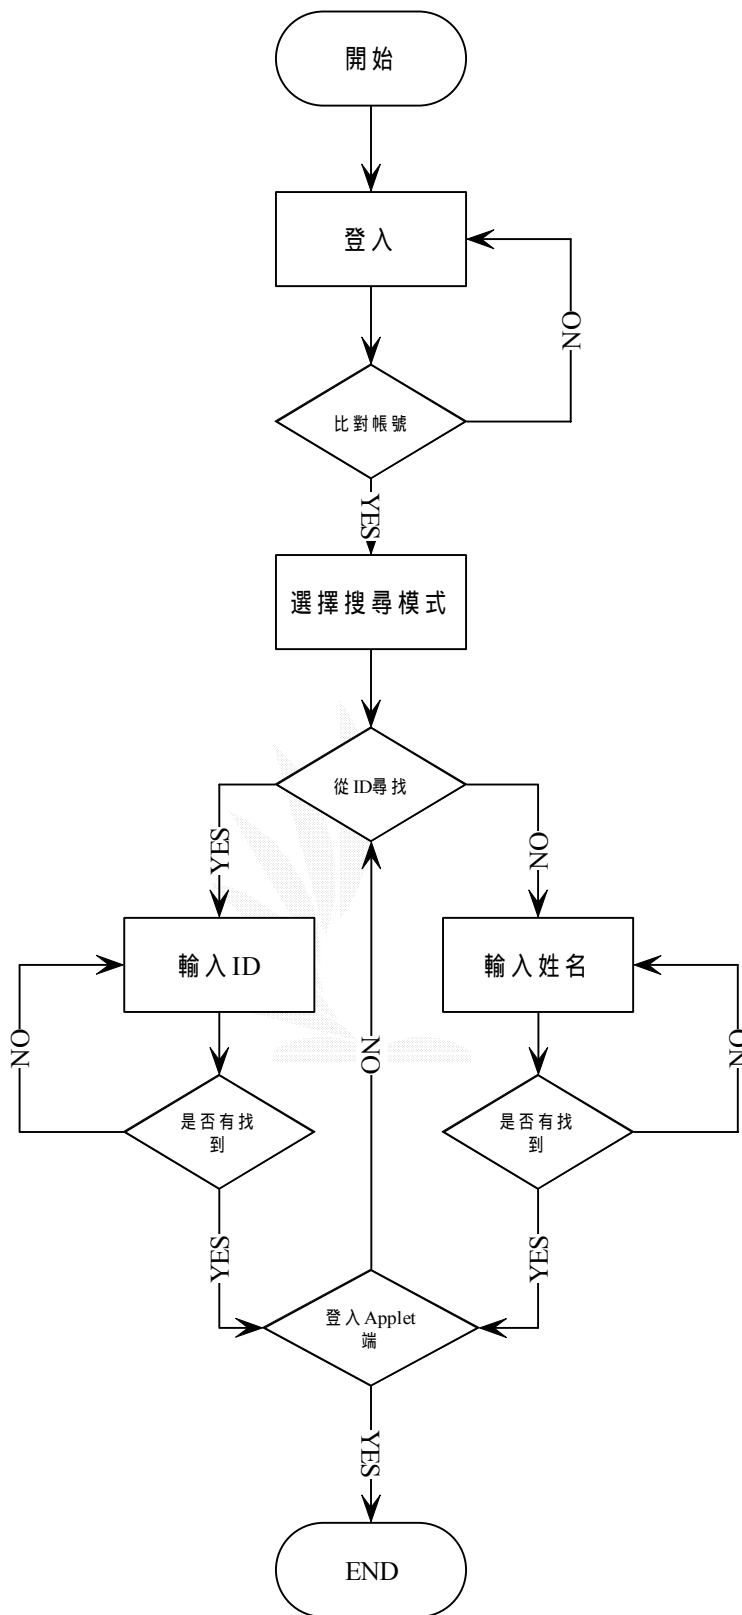 開始
登入
NO
比對帳號
YES
選擇搜尋模式
從ID尋找
YES
NO
輸入ID
輸入姓名
NO
NO
NO
是否有找
到
是否有找
到
YES
YES
登入Applet
端
YES
END